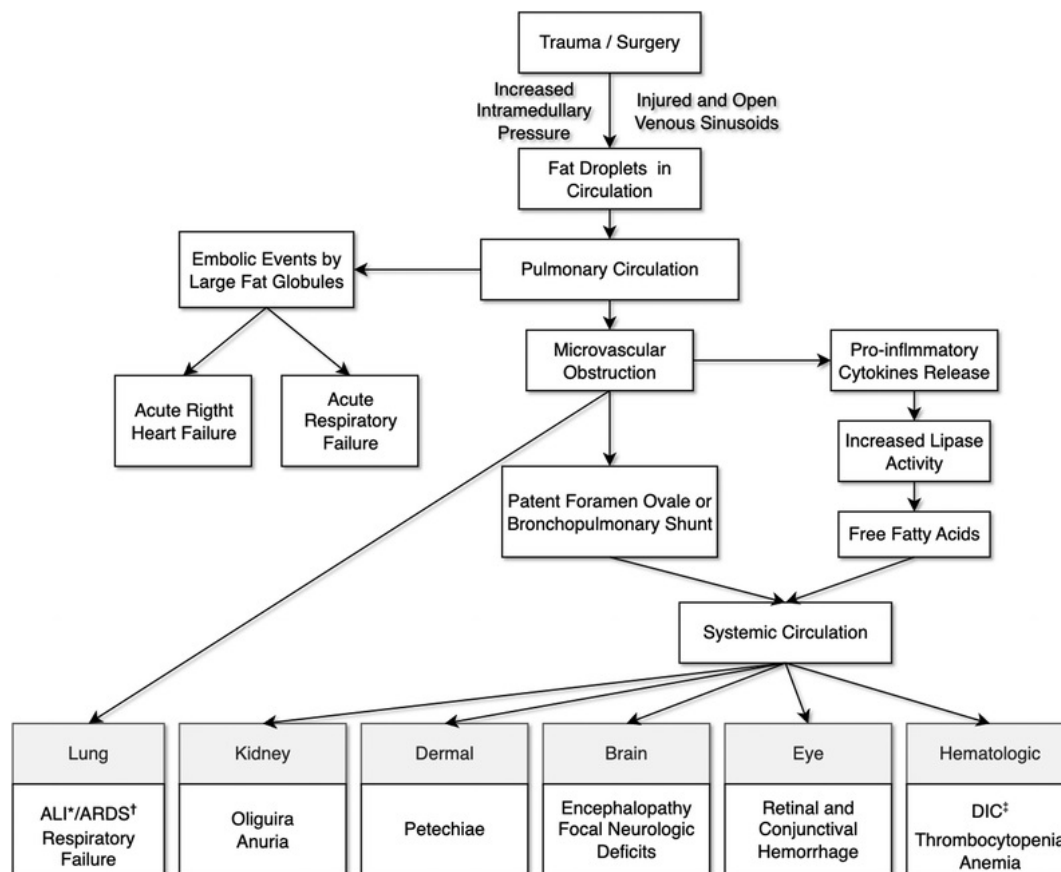 Trauma / Surgery
Increased
Intramedullary
Pressure
Injured and Open
Venous Sinusoids
Fat Droplets in
Circulation
Pulmonary Circulation
Embolic Events by
Large Fat Globules
Acute Rigtht
Heart Failure
Acute
Respiratory
Failure
Microvascular
Obstruction
Pro-inflmmatory
Cytokines Release
Increased Lipase
Activity
Free Fatty Acids
Patent Foramen Ovale or
Bronchopulmonary Shunt
Systemic Circulation
Lung
ALI*/ARDS†
Respiratory
Failure
Kidney
Oliguira
Anuria
Dermal
Petechiae
Brain
Encephalopathy
Focal Neurologic
Deficits
Eye
Retinal and
Conjunctival
Hemorrhage
Hematologic
DIC‡
Thrombocytopenia
Anemia